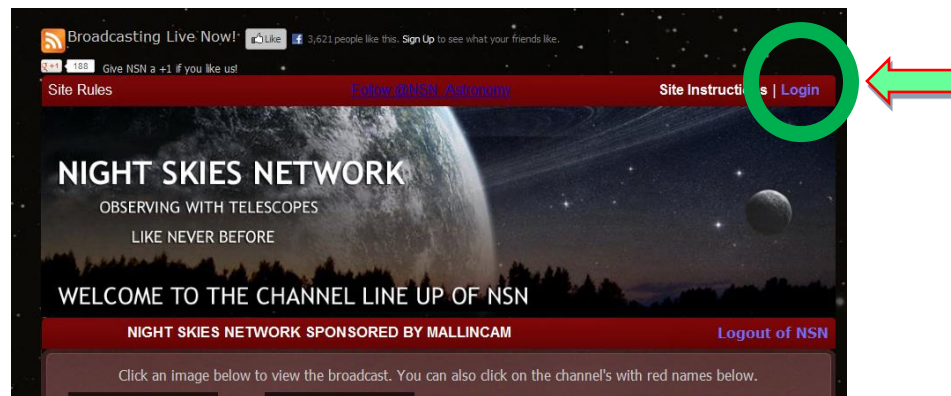 Broadcasting Live Now! Like 3,621 people like this. Sign Up to see what your friends like.
+1 188 Give NSN a +1 if you like us!
Site Rules Follow @NSN_Astronomy Site Instructions | Login
NIGHT SKIES NETWORK
OBSERVING WITH TELESCOPES
LIKE NEVER BEFORE
WELCOME TO THE CHANNEL LINE UP OF NSN
NIGHT SKIES NETWORK SPONSORED BY MALLINCAM Logout of NSN
Click an image below to view the broadcast. You can also click on the channel's with red names below.